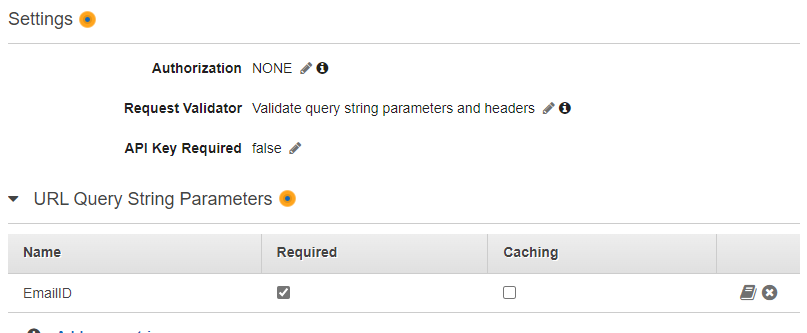 Settings
Authorization NONE
Request Validator Validate query string parameters and headers
API Key Required false
URL Query String Parameters
Name Required Caching
EmailID